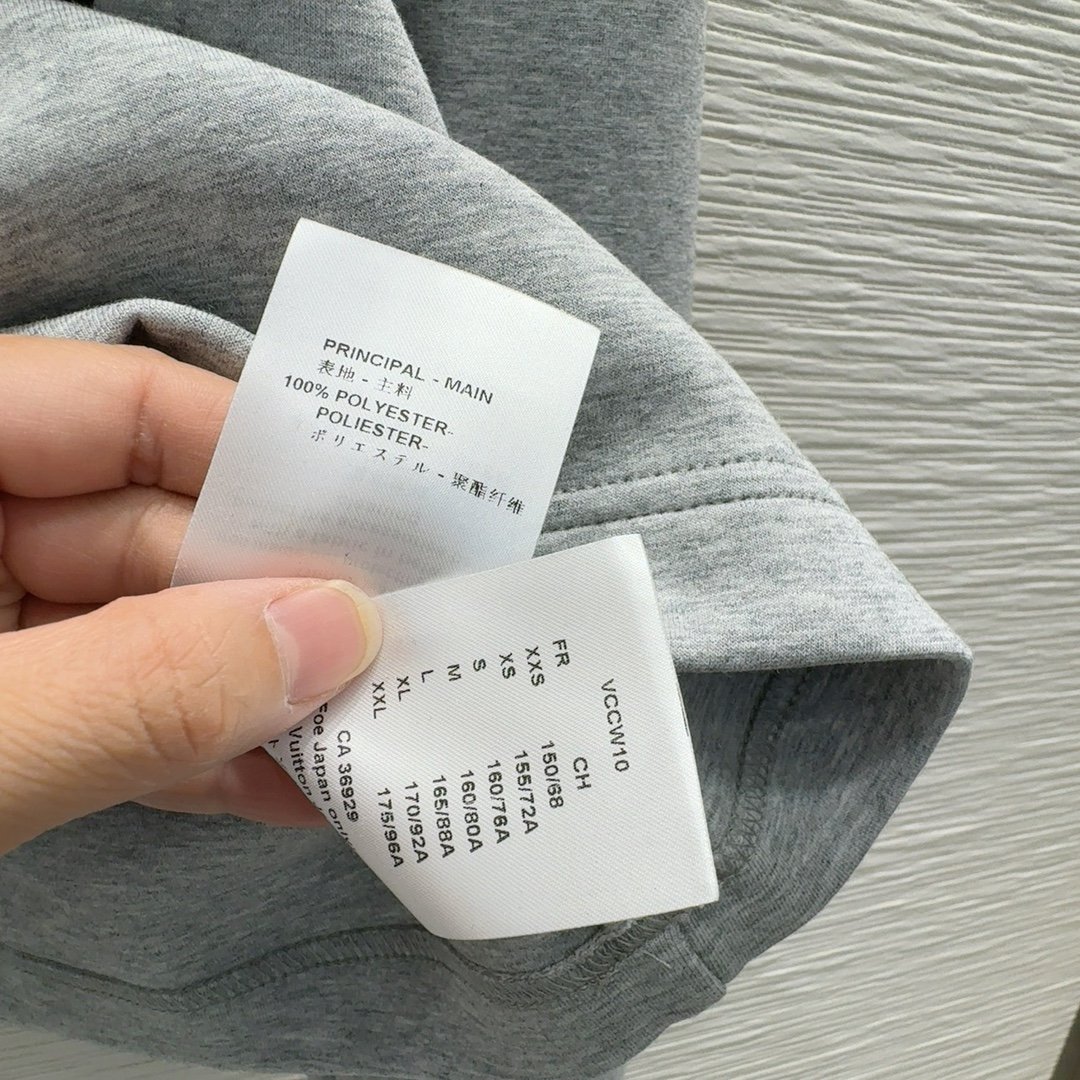 PRINCIPAL - MAIN
表地 - 主料
100% POLYESTER-
POLIESTER-
ポリエステル - 聚酯纤维
VCCW10
FR CH
XXS 150/68
XS 155/72A
S 160/76A
M 160/80A
L 165/88A
XL 170/92A
XXL 175/96A
CA 36929
Japan only
Vuitton